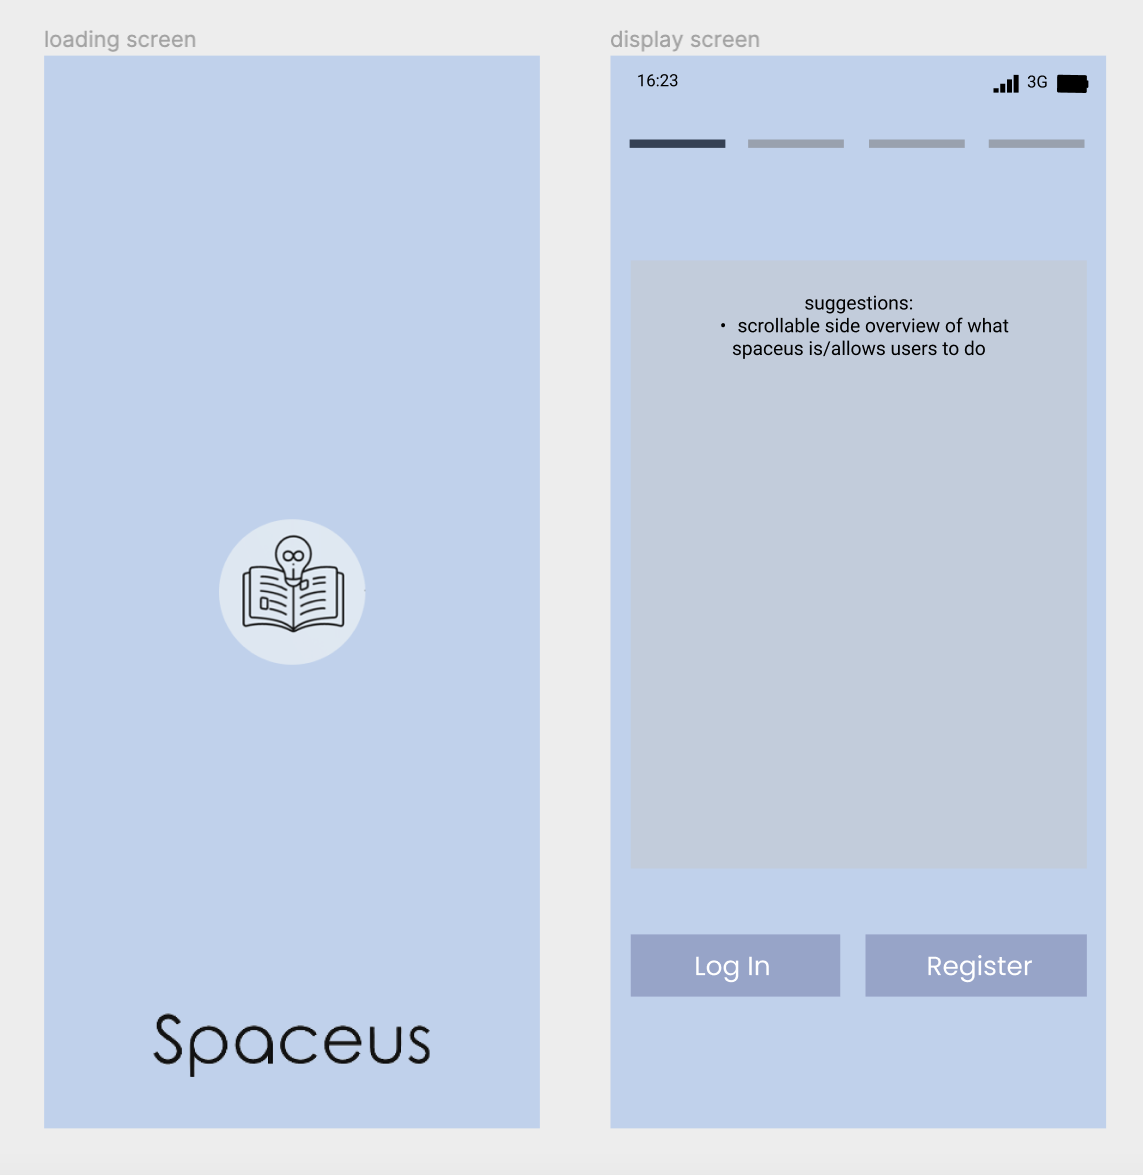 loading screen
display screen
16:23
3G
suggestions:
• scrollable side overview of what
spaceus is/allows users to do
Log In
Register
Spaceus